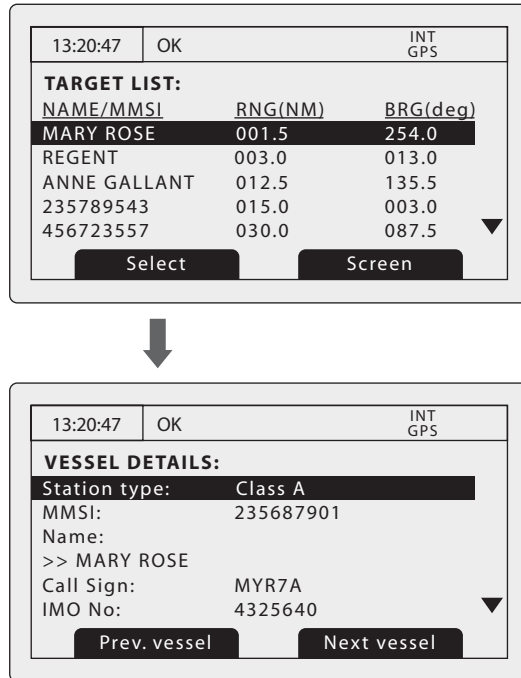 13:20:47 OK INT GPS
TARGET LIST:
NAME/MMSI RNG(NM) BRG(deg)
MARY ROSE 001.5 254.0
REGENT 003.0 013.0
ANNE GALLANT 012.5 135.5
235789543 015.0 003.0
456723557 030.0 087.5
Select Screen
13:20:47 OK INT GPS
VESSEL DETAILS:
Station type: Class A
MMSI: 235687901
Name:
>> MARY ROSE
Call Sign: MYR7A
IMO No: 4325640
Prev. vessel Next vessel